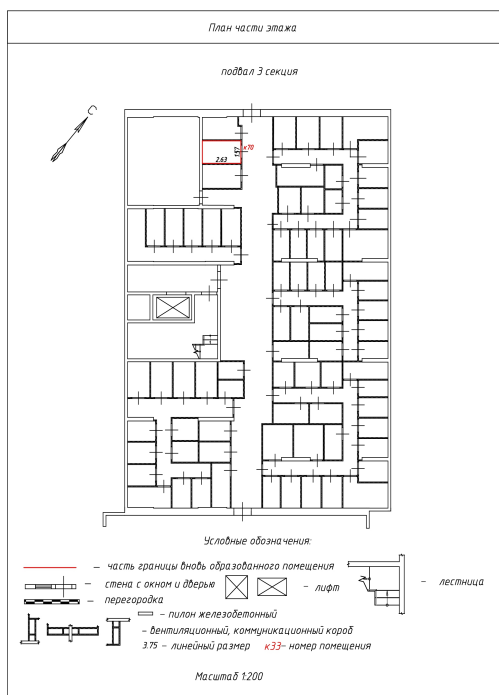 План части этажа
подвал 3 секция
С
к70
1.57
2.63
Условные обозначения:
— часть границы вновь образованного помещения
— стена с окном и дверью
— лифт
— лестница
— перегородка
— пилон железобетонный
— вентиляционный, коммуникационный короб
3.75 — линейный размер к33— номер помещения
Масштаб 1:200